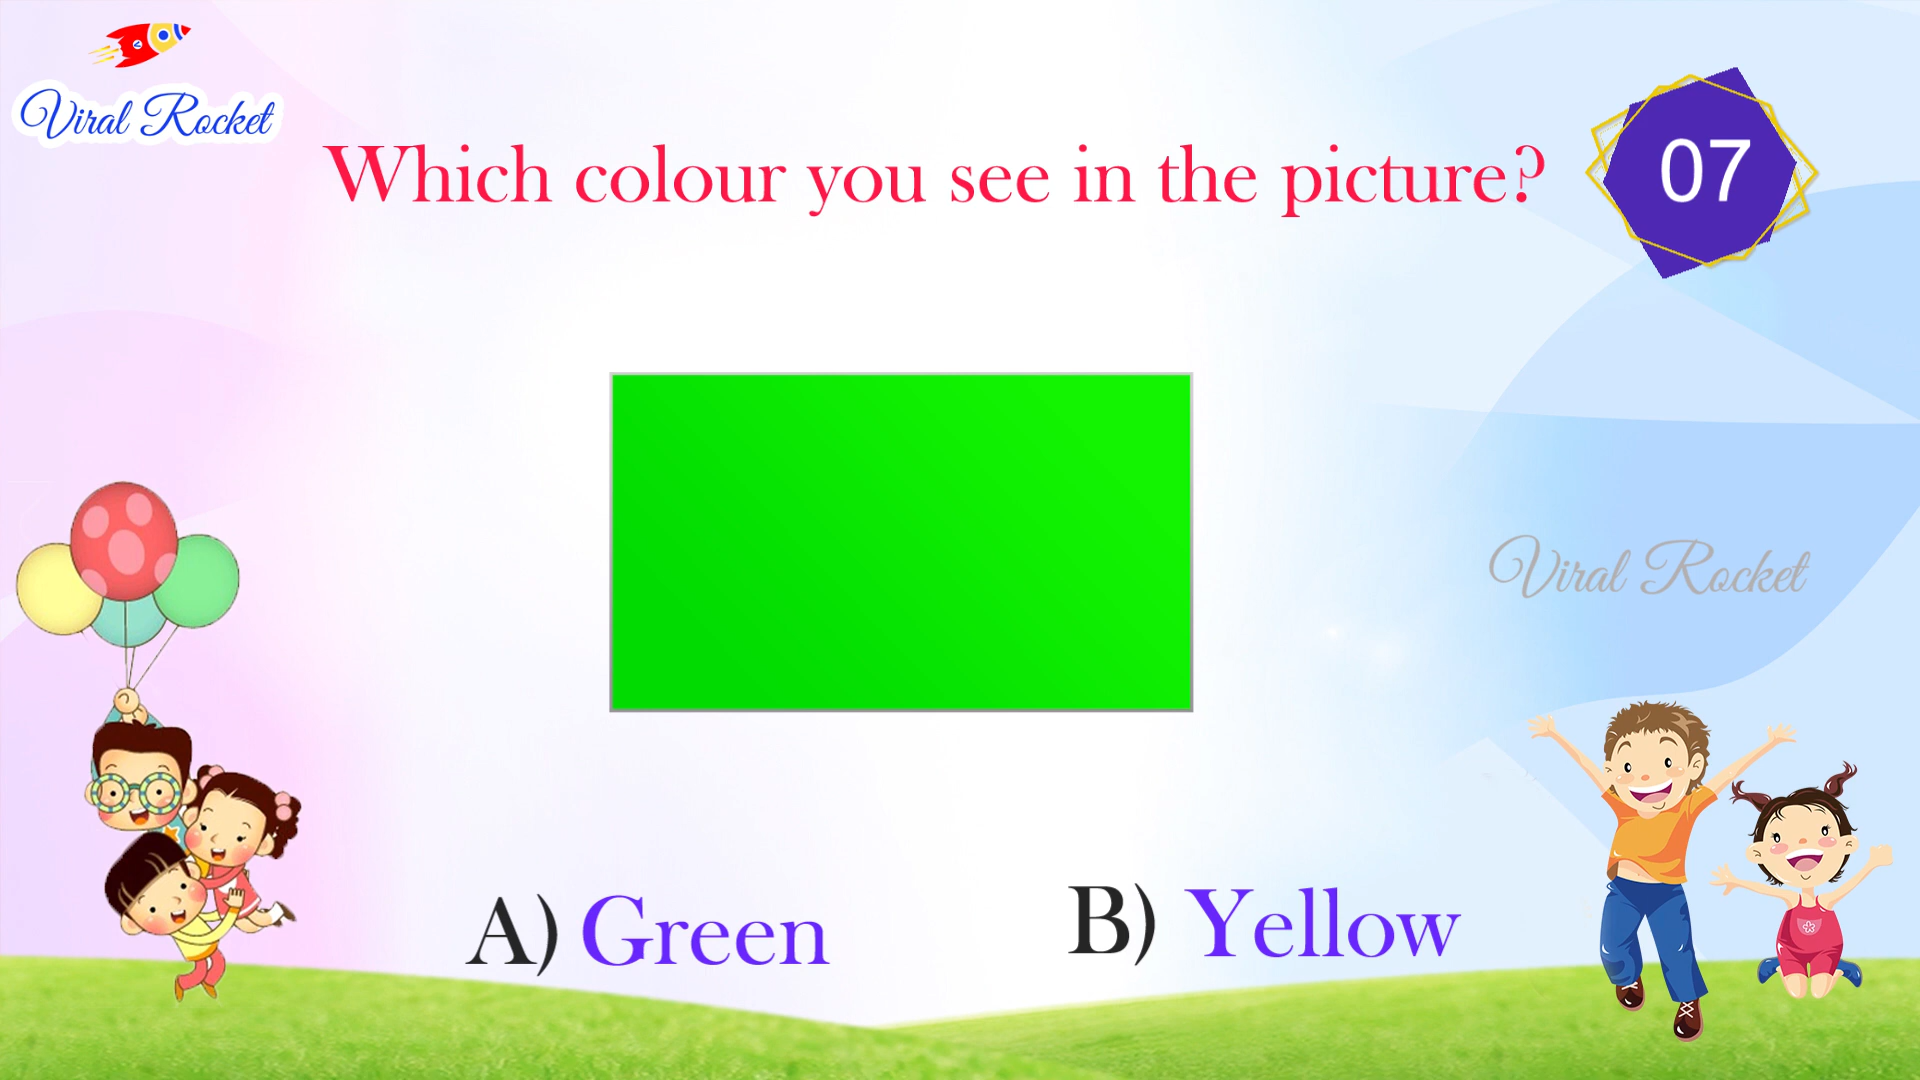 Viral Rocket
Which colour you see in the picture?
07
Viral Rocket
A) Green
B) Yellow